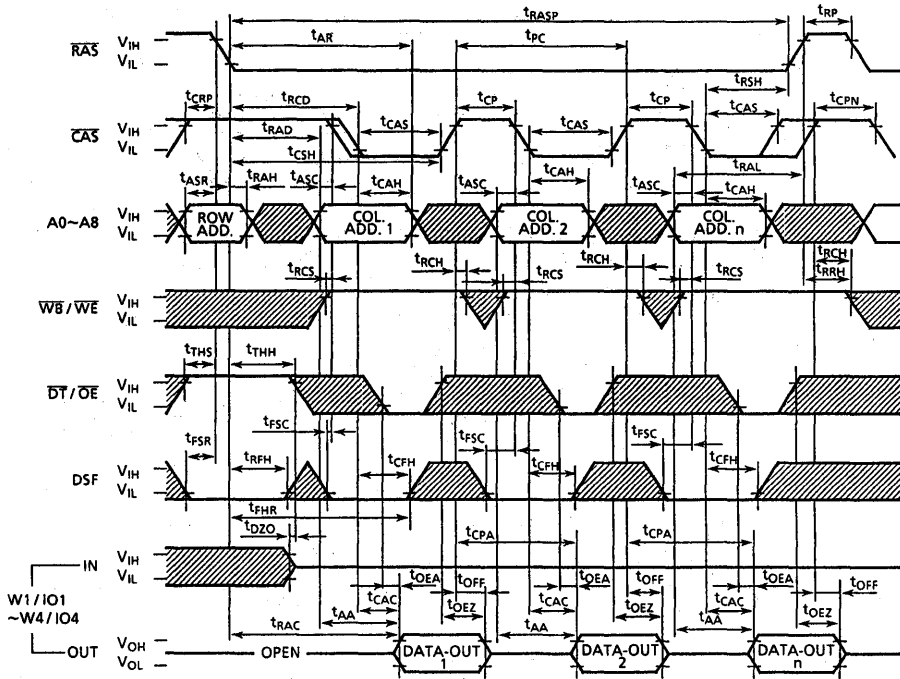 tRASP tRP
tAR tPC
RAS VIH
VIL
tRSH
tCRP tRCD tCP tCP tCAS tCPN
CAS VIH
VIL
tRAD tCAS tCAS
tCSH tRAL
tASR tRAH tASC tCAH tASC tCAH tASC tCAH
A0~A8 VIH
VIL
ROW ADD. COL. ADD. 1 COL. ADD. 2 COL. ADD. n
tRCS tRCH tRCS tRCH tRCS tRCH
tRRH
WB/WE VIH
VIL
tTHS tTHH
DT/OE VIH
VIL
tFSC tFSC tFSC
tFSR tRFH tCFH tCFH tCFH
DSF VIH
VIL
tFHR
tDZO tCPA tCPA
IN VIH
VIL
W1/IO1
~W4/IO4
tOEA tOFF tOEA tOFF tOEA tOFF
tCAC tOEZ tCAC tOEZ tCAC tOEZ
tRAC tAA tAA tAA
OUT VOH
VOL
OPEN DATA-OUT 1 DATA-OUT 2 DATA-OUT n